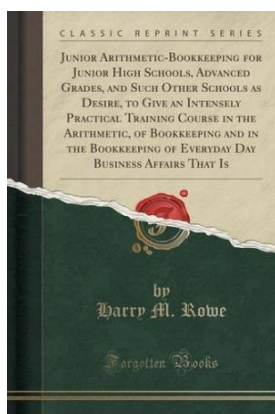 CLASSIC REPRINT SERIES
JUNIOR ARITHMETIC-BOOKKEEPING FOR
JUNIOR HIGH SCHOOLS, ADVANCED
GRADES, AND SUCH OTHER SCHOOLS AS
DESIRE, TO GIVE AN INTENSELY
PRACTICAL TRAINING COURSE IN THE
ARITHMETIC, OF BOOKKEEPING AND IN
THE BOOKKEEPING OF EVERYDAY DAY
BUSINESS AFFAIRS THAT IS
by
Harry M. Rowe
Forgotten Books